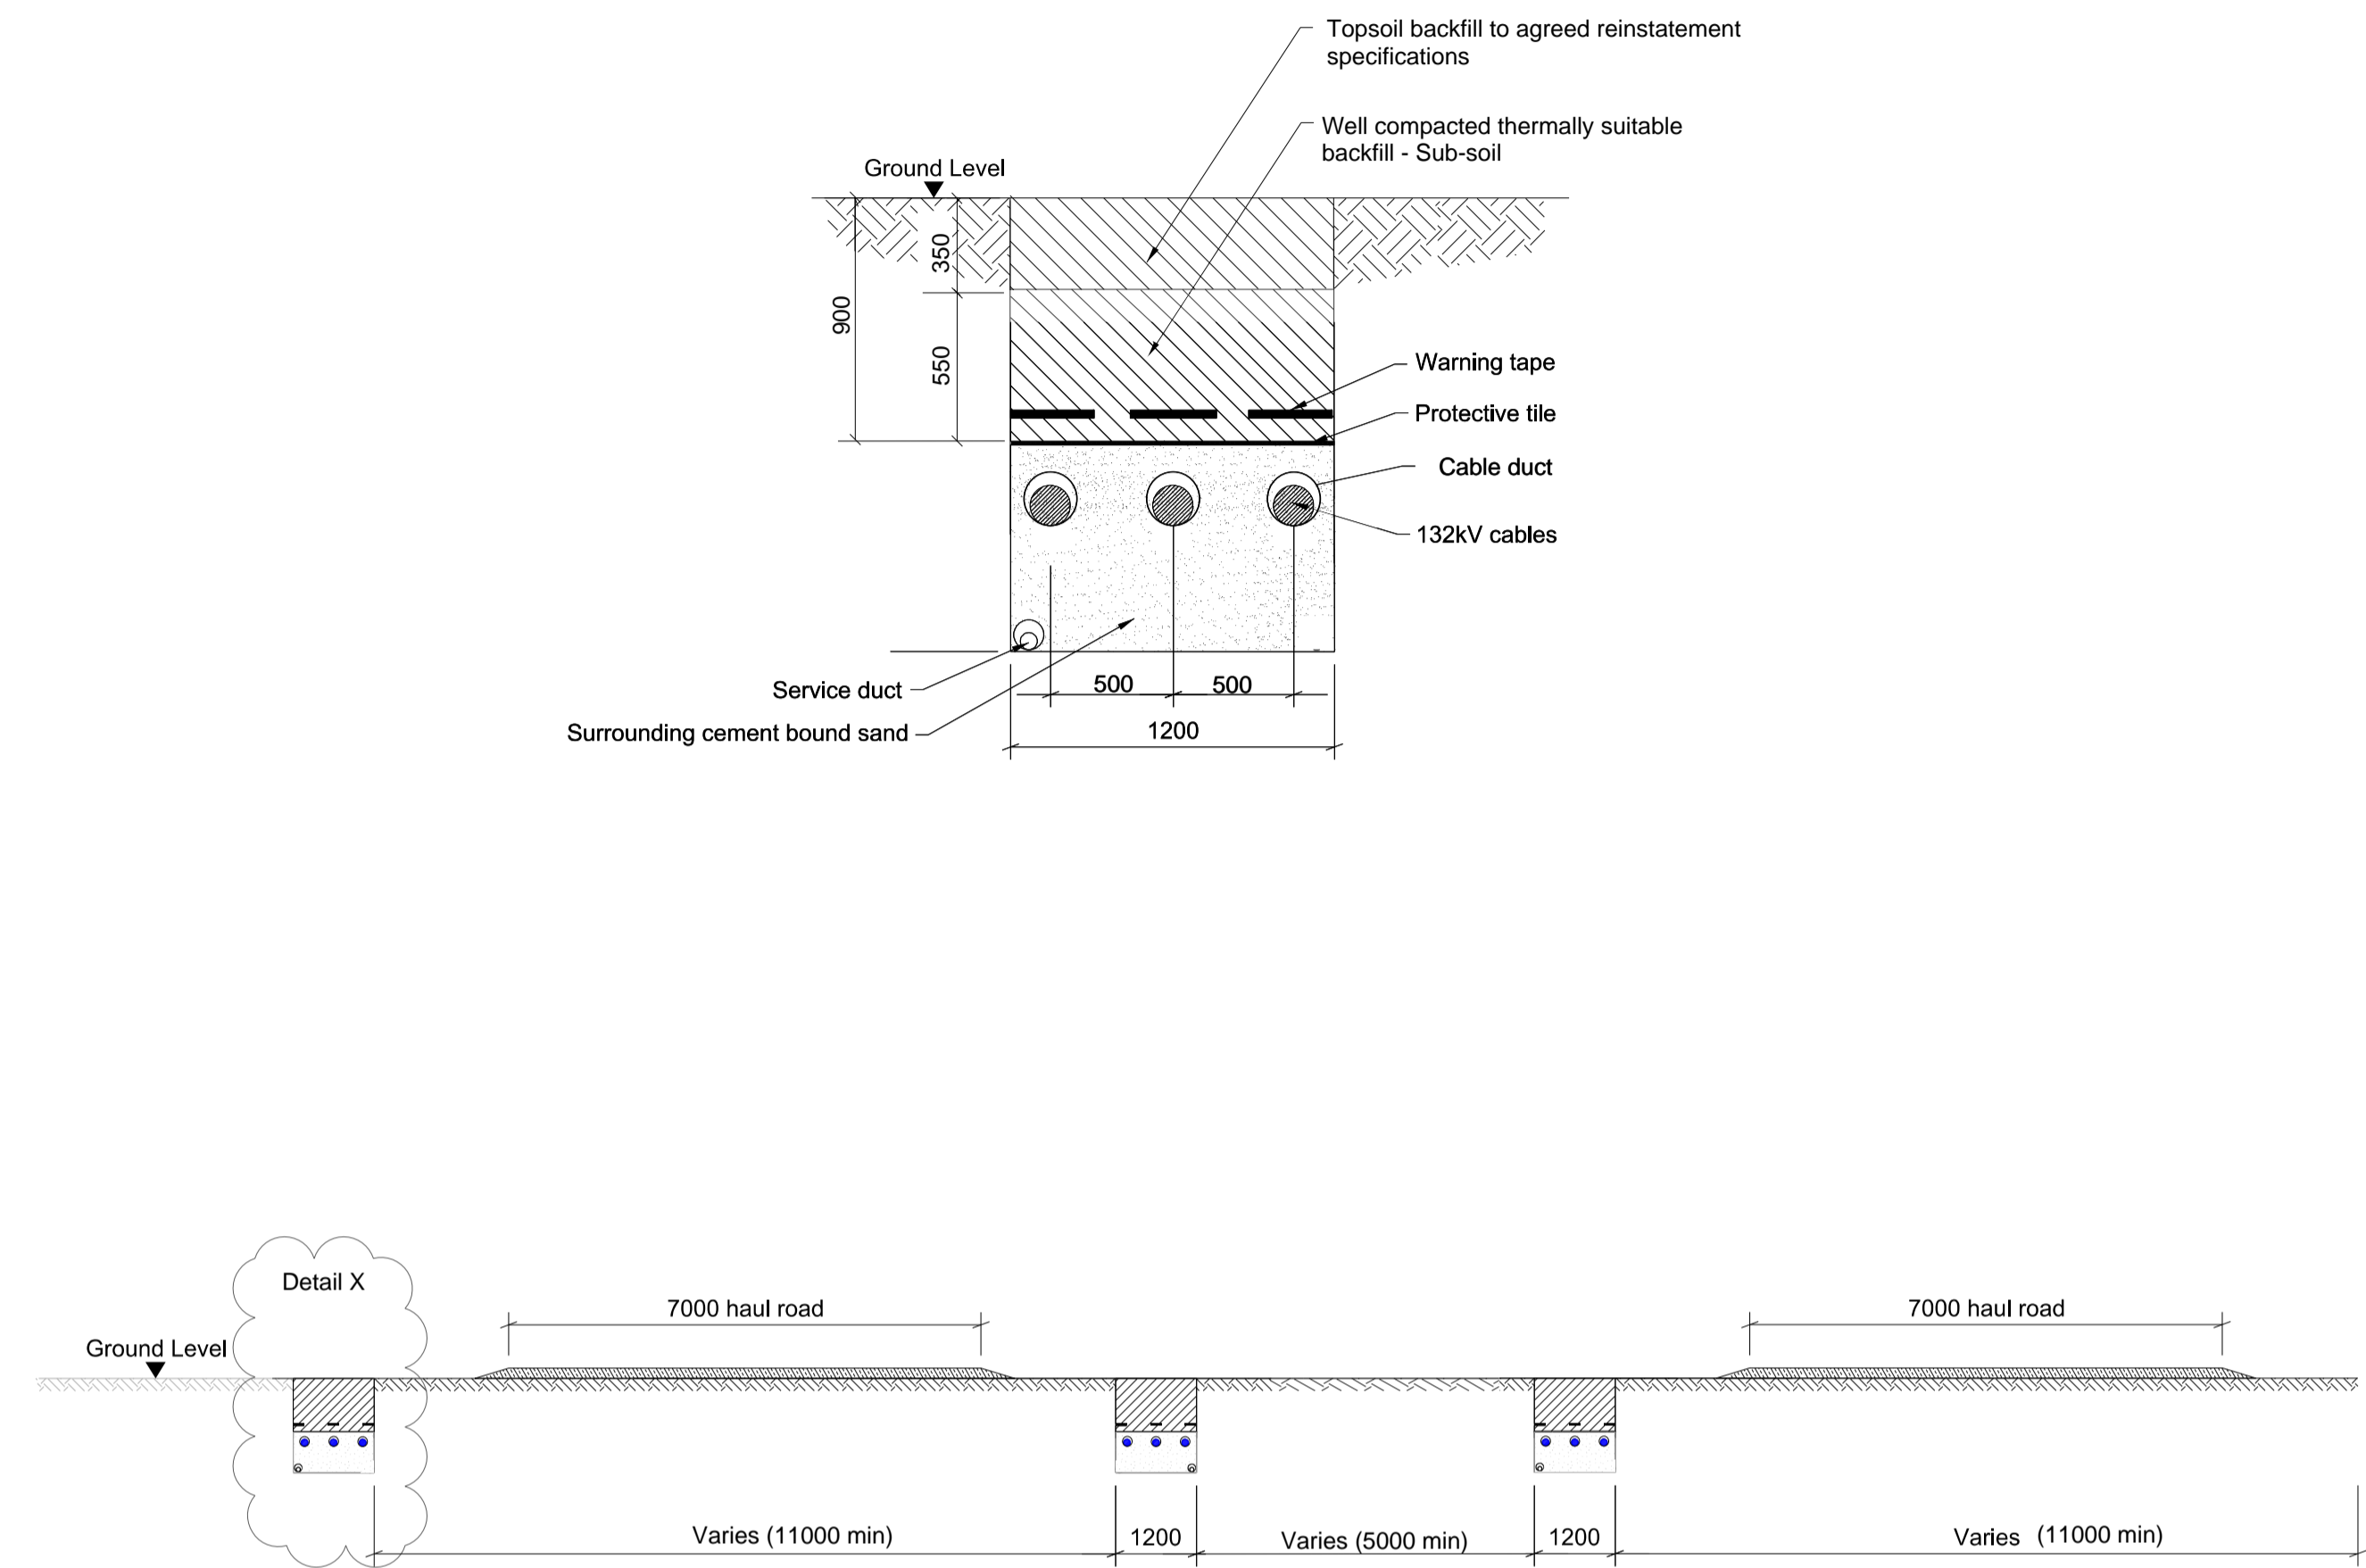 Topsoil backfill to agreed reinstatement
specifications
Well compacted thermally suitable
backfill - Sub-soil
Ground Level
350
900
550
Warning tape
Protective tile
Cable duct
132kV cables
Service duct
500
500
Surrounding cement bound sand
1200
Detail X
7000 haul road
7000 haul road
Ground Level
Varies (11000 min)
1200
Varies (5000 min)
1200
Varies (11000 min)